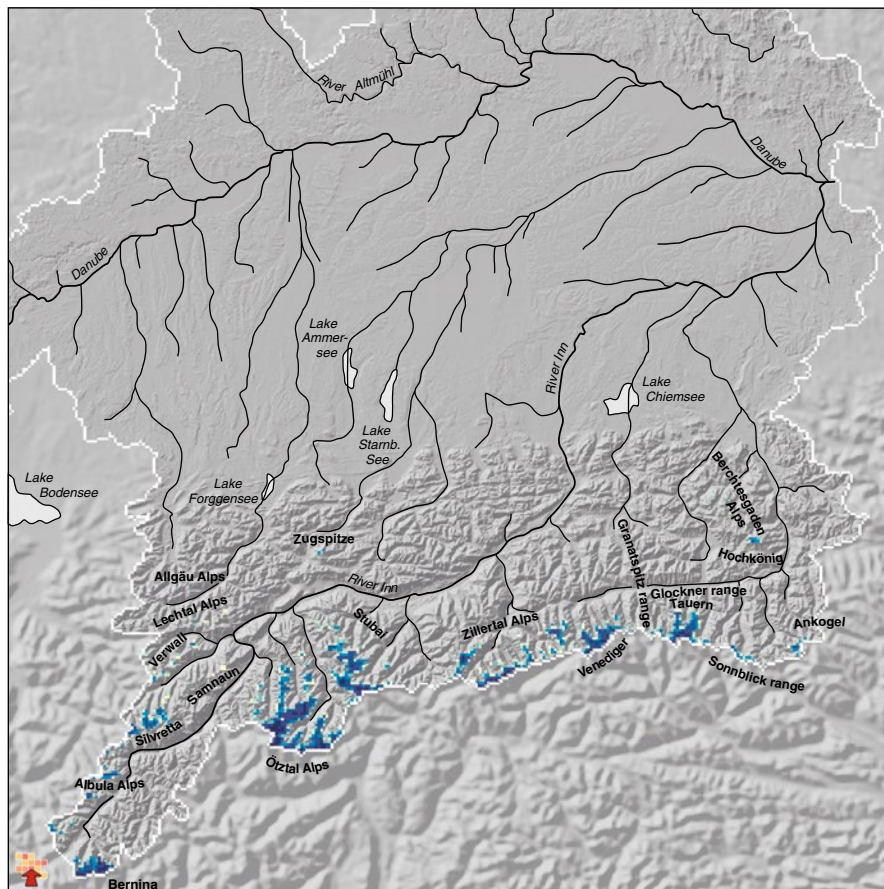 River Altmühl
Danube
Danube
Lake
Ammer-
see
River Inn
Lake
Chiemsee
Lake
Starnb.
See
Lake
Bodensee
Lake
Forggensee
Berchtesgaden
Alps
Zugspitze
Hochkönig
Granatspitz range
Allgäu Alps
River Inn
Glockner range
Tauern
Lechtal Alps
Stubai
Zillertal Alps
Ankogel
Verwall
Venediger
Sonnblick range
Samnaun
Silvretta
Ötztal Alps
Albula Alps
Bernina